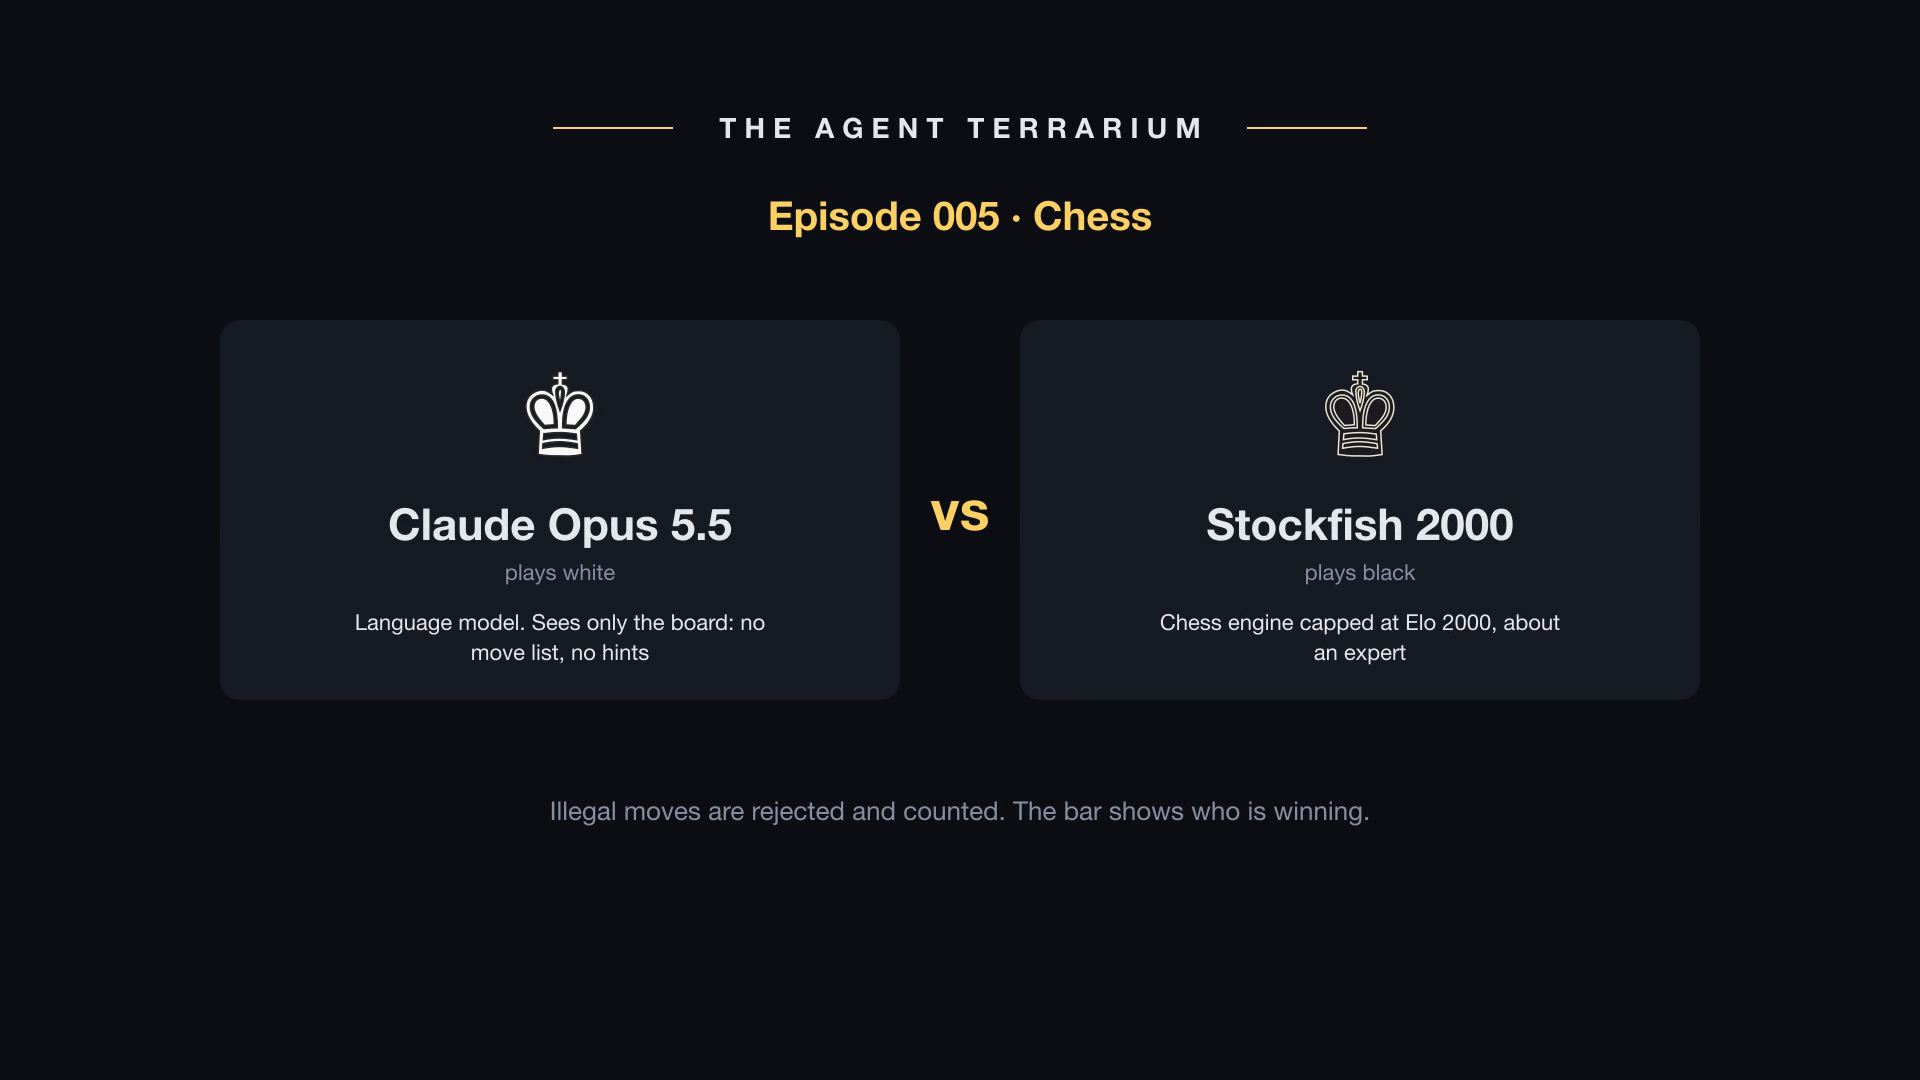 THE AGENT TERRARIUM
Episode 005 · Chess
Claude Opus 5.5
plays white
Language model. Sees only the board: no
move list, no hints
vs
Stockfish 2000
plays black
Chess engine capped at Elo 2000, about
an expert
Illegal moves are rejected and counted. The bar shows who is winning.